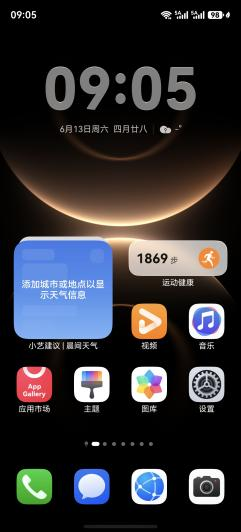 09:05
5A 5A 98
09:05
6月13日周六 四月廿八 -°
1869 步
添加城市或地点以显
示天气信息
运动健康
小艺建议 | 晨间天气
视频
音乐
App
Gallery
应用市场
主题
图库
设置